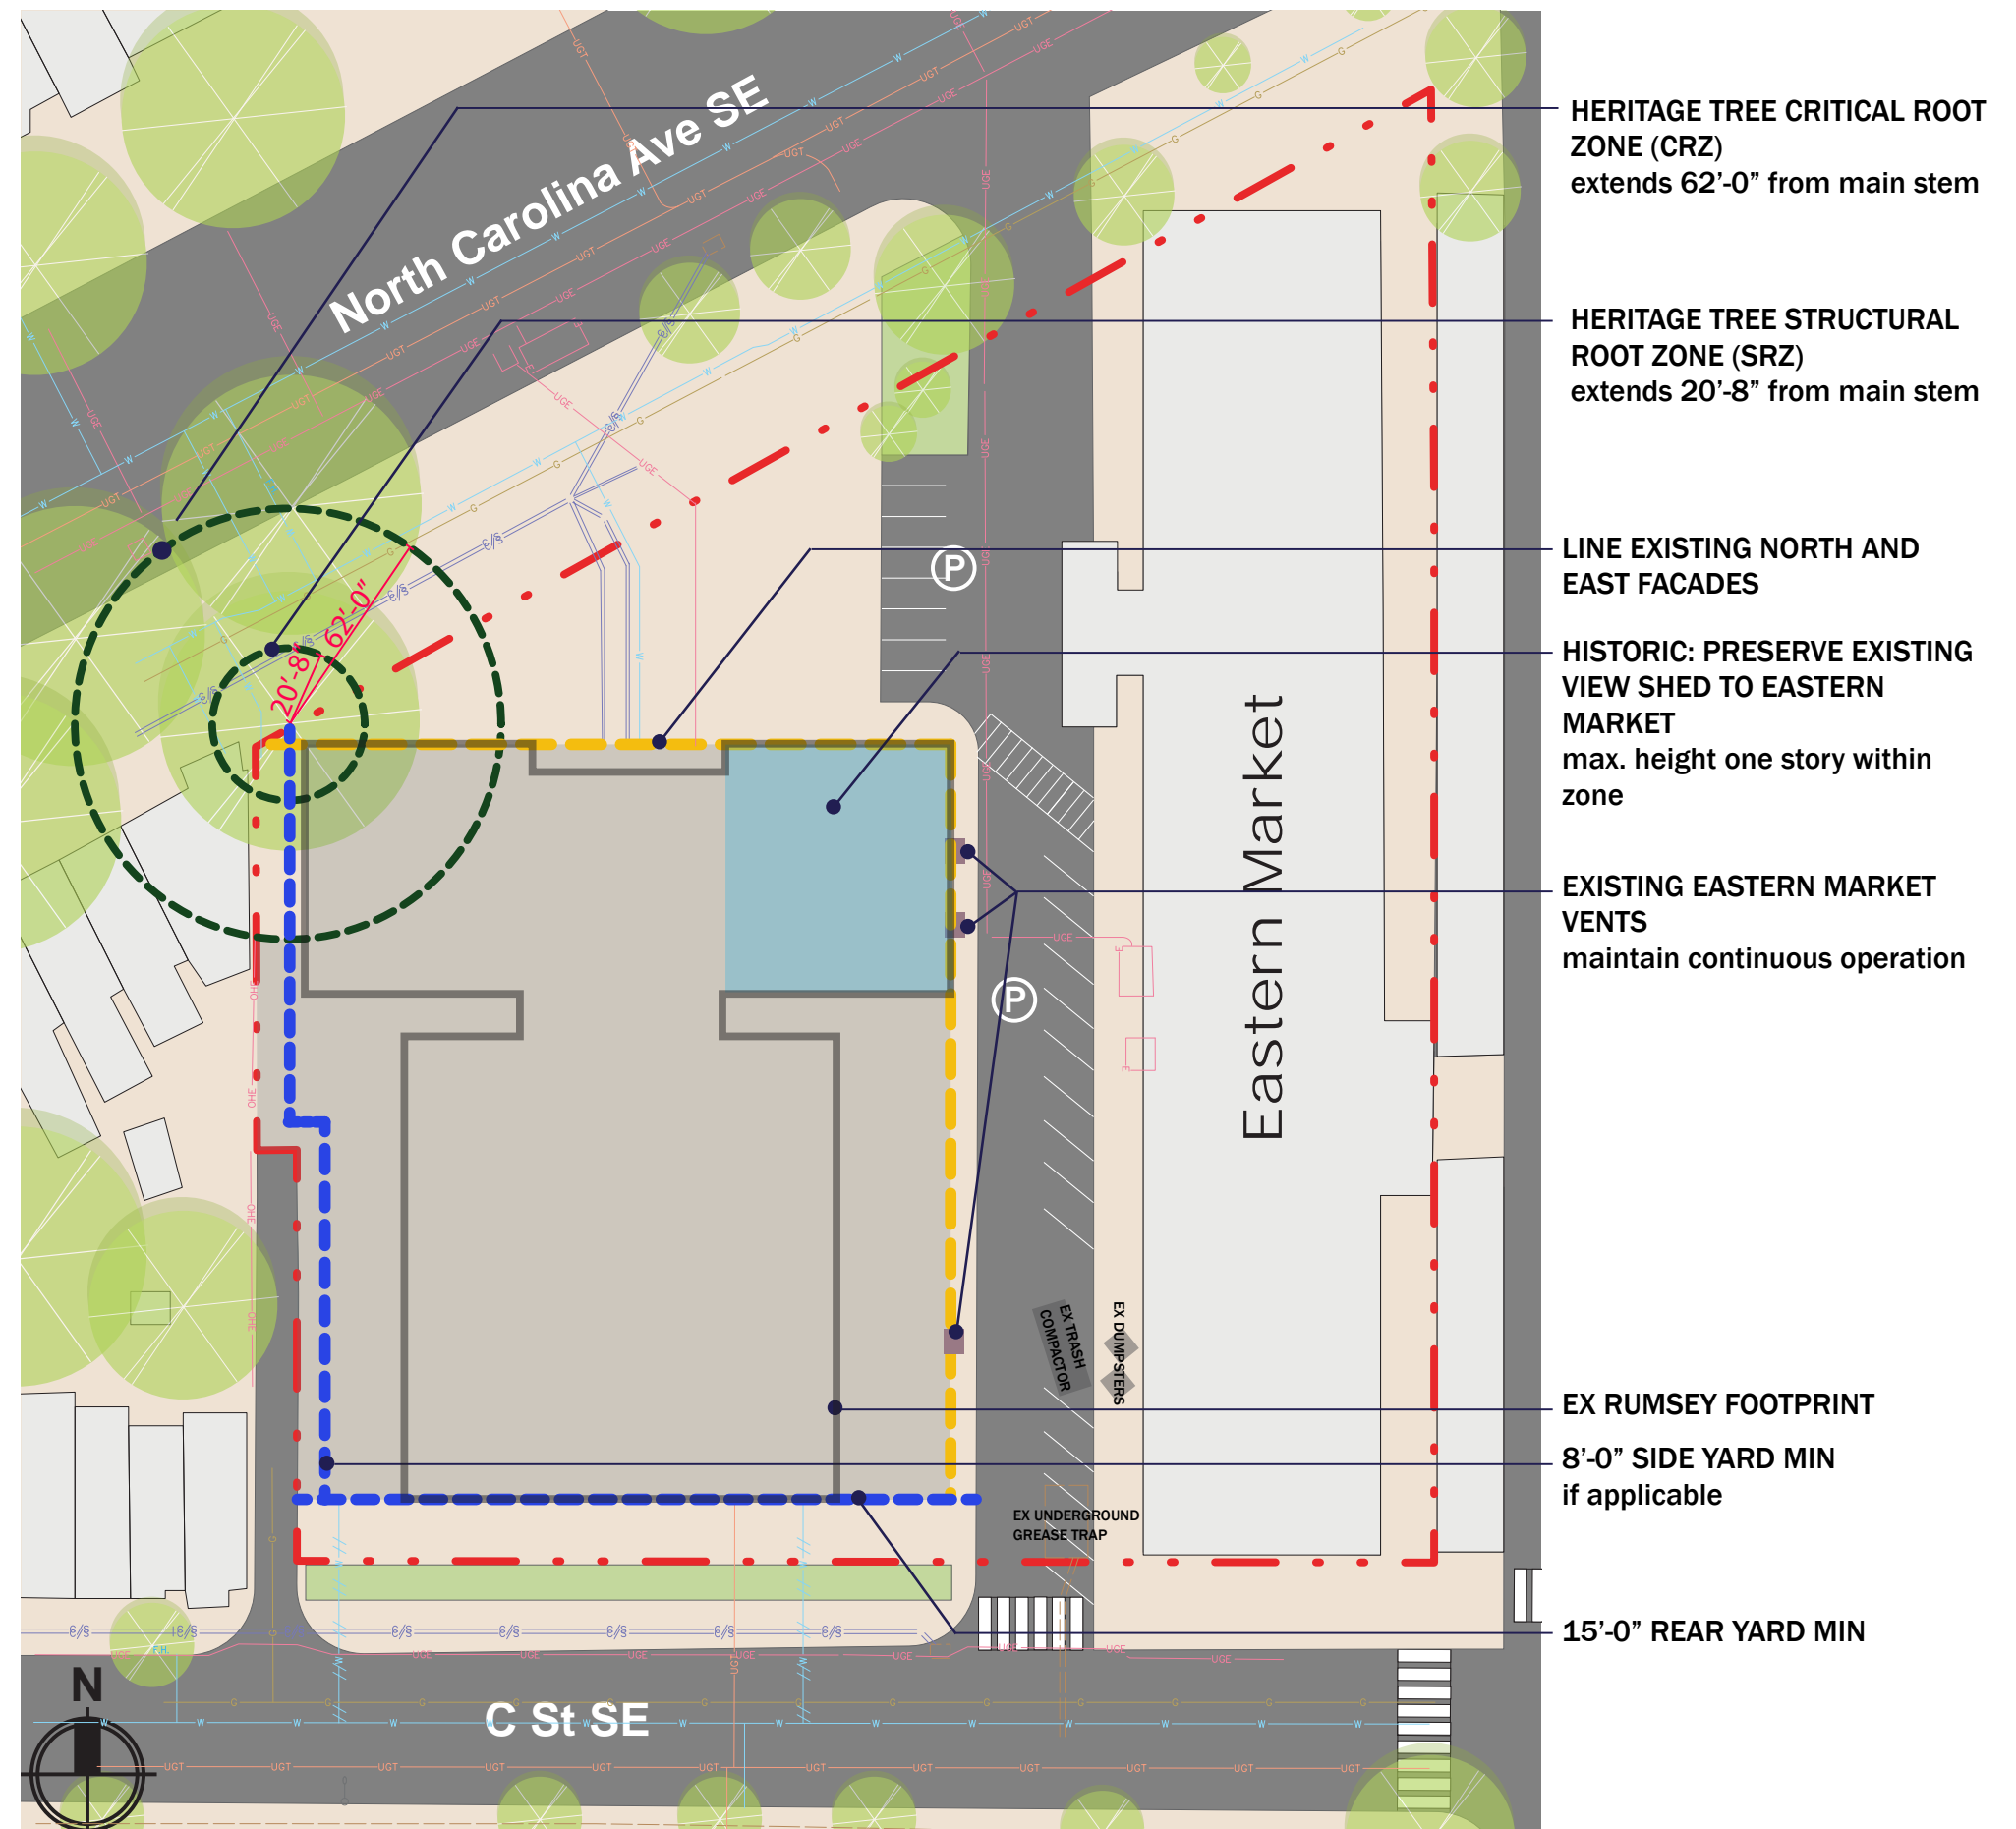 North Carolina Ave SE
HERITAGE TREE CRITICAL ROOT
ZONE (CRZ)
extends 62’-0” from main stem
HERITAGE TREE STRUCTURAL
ROOT ZONE (SRZ)
extends 20’-8” from main stem
LINE EXISTING NORTH AND
EAST FACADES
HISTORIC: PRESERVE EXISTING
VIEW SHED TO EASTERN
MARKET
max. height one story within
zone
EXISTING EASTERN MARKET
VENTS
maintain continuous operation
EX RUMSEY FOOTPRINT
8’-0” SIDE YARD MIN
if applicable
15’-0” REAR YARD MIN
62’-0”
20’-8”
P
P
Eastern Market
EX TRASH
COMPACTOR
EX DUMPSTERS
EX UNDERGROUND
GREASE TRAP
C St SE
N
UGT
UGE
W
G
OHE
F.H.